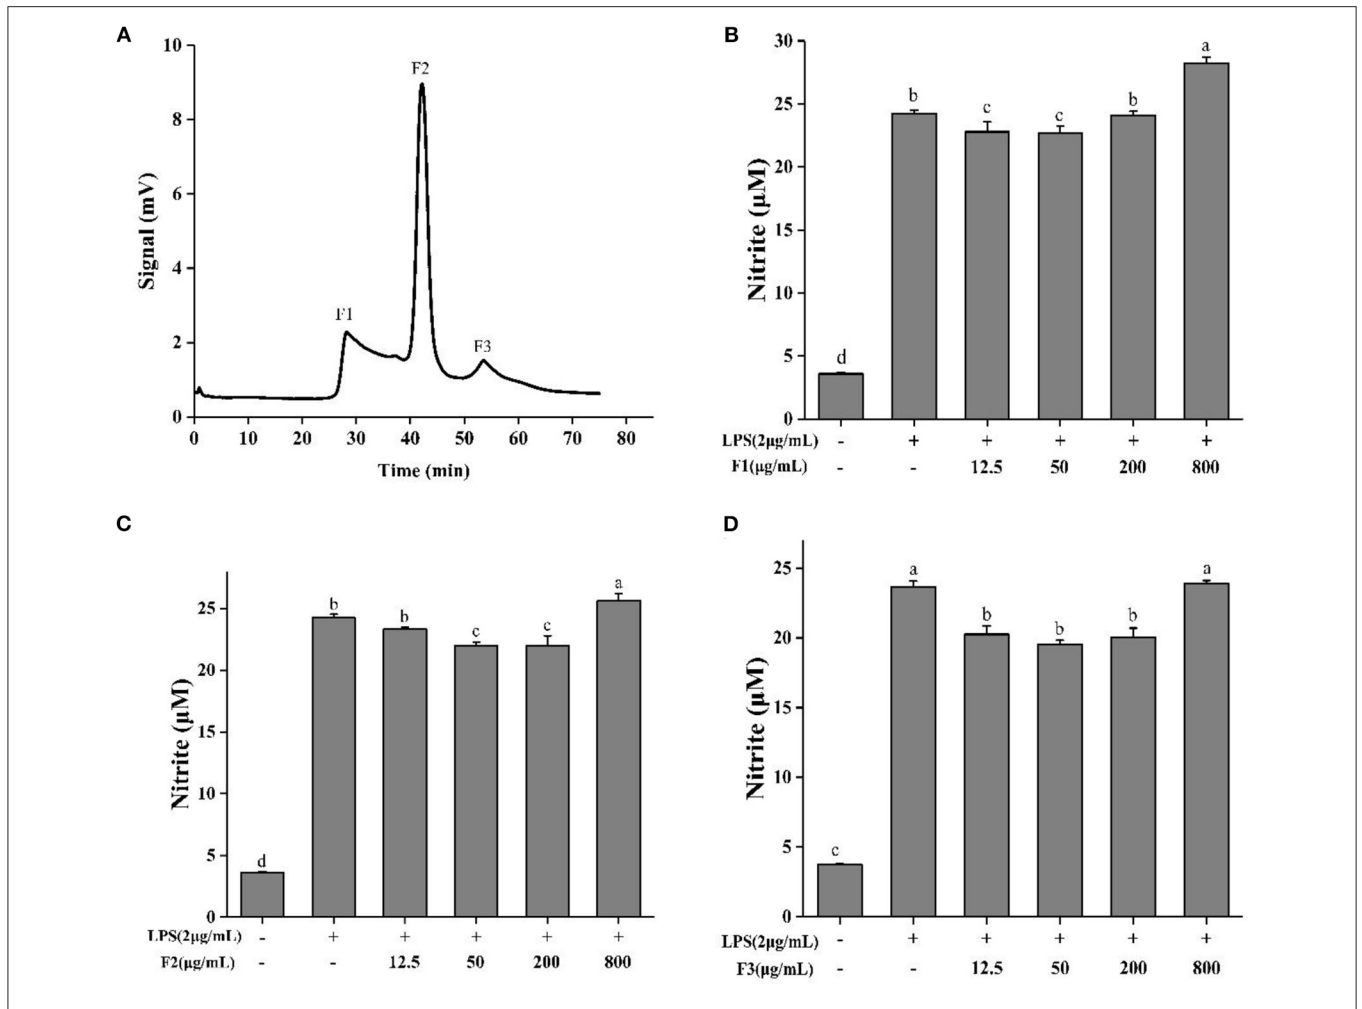 A
10
8
6
4
2
0
Signal (mV)
F1
F2
F3
0 10 20 30 40 50 60 70 80
Time (min)
B
30
25
20
15
10
5
0
Nitrite (μM)
d b c c b a
LPS(2μg/mL) - + + + + +
F1(μg/mL) - - 12.5 50 200 800
C
25
20
15
10
5
0
Nitrite (μM)
d b b c c a
LPS(2μg/mL) - + + + + +
F2(μg/mL) - - 12.5 50 200 800
D
25
20
15
10
5
0
Nitrite (μM)
c a b b b a
LPS(2μg/mL) - + + + + +
F3(μg/mL) - - 12.5 50 200 800